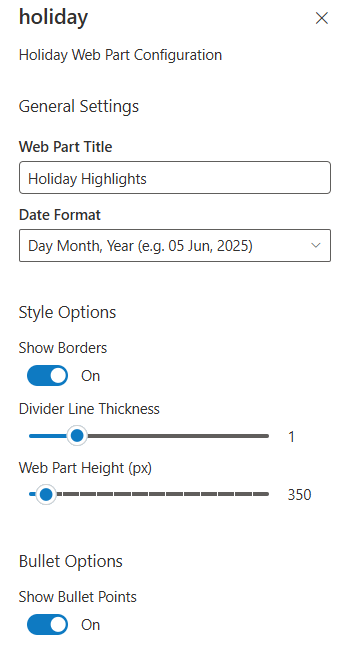 holiday
Holiday Web Part Configuration
General Settings
Web Part Title
Holiday Highlights
Date Format
Day Month, Year (e.g. 05 Jun, 2025)
Style Options
Show Borders
On
Divider Line Thickness
1
Web Part Height (px)
350
Bullet Options
Show Bullet Points
On